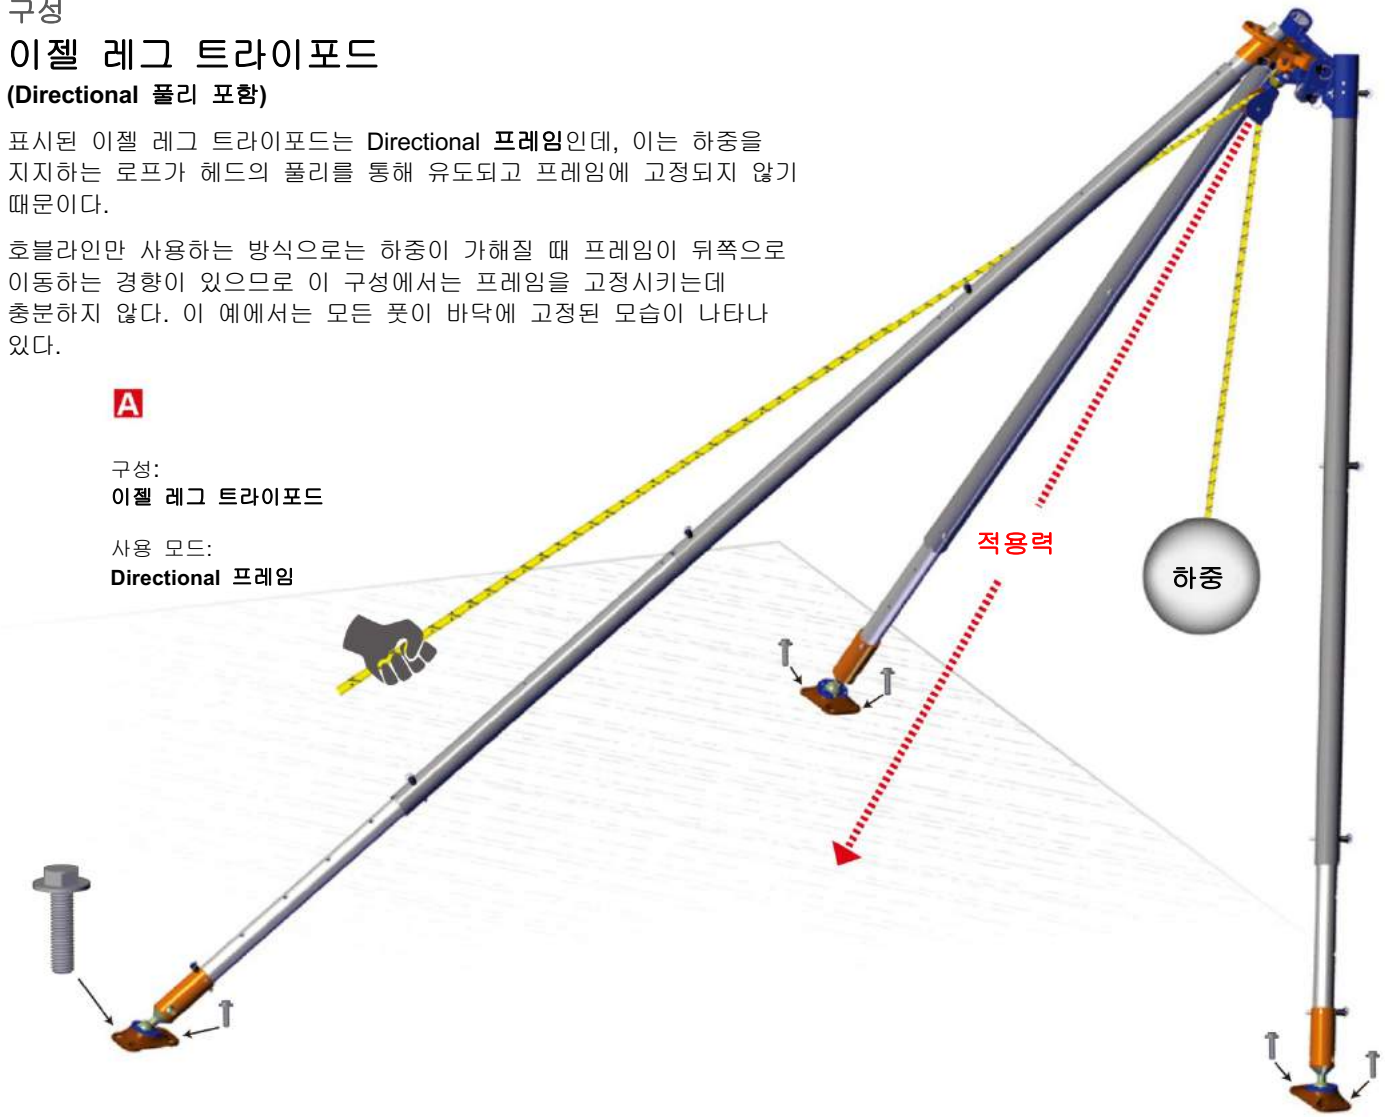 구성
이젤 레그 트라이포드
(Directional 풀리 포함)
표시된 이젤 레그 트라이포드는 Directional 프레임인데, 이는 하중을
지지하는 로프가 헤드의 풀리를 통해 유도되고 프레임에 고정되지 않기
때문이다.
호블라인만 사용하는 방식으로는 하중이 가해질 때 프레임이 뒤쪽으로
이동하는 경향이 있으므로 이 구성에서는 프레임을 고정시키는데
충분하지 않다. 이 예에서는 모든 풋이 바닥에 고정된 모습이 나타나
있다.
A
구성:
이젤 레그 트라이포드
사용 모드:
Directional 프레임
적용력
하중